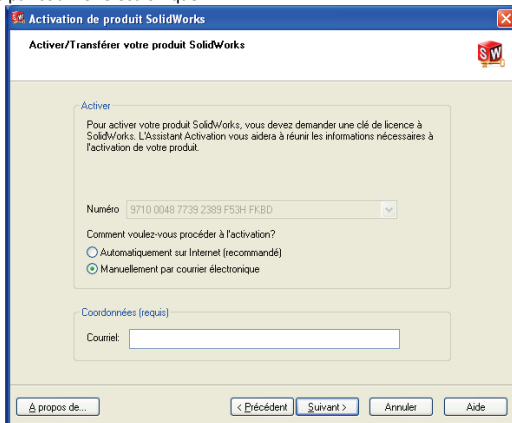 Activation de produit SolidWorks
Activer/Transférer votre produit SolidWorks
SW
Activer
Pour activer votre produit SolidWorks, vous devez demander une clé de licence à
SolidWorks. L'Assistant Activation vous aidera à réunir les informations nécessaires à
l'activation de votre produit.
Numéro 9710 0048 7739 2389 F53H FKBD
Comment voulez-vous procéder à l'activation?
Automatiquement sur Internet (recommandé)
Manuellement par courrier électronique
Coordonnées (requis)
Courriel:
A propos de... < Précédent Suivant > Annuler Aide